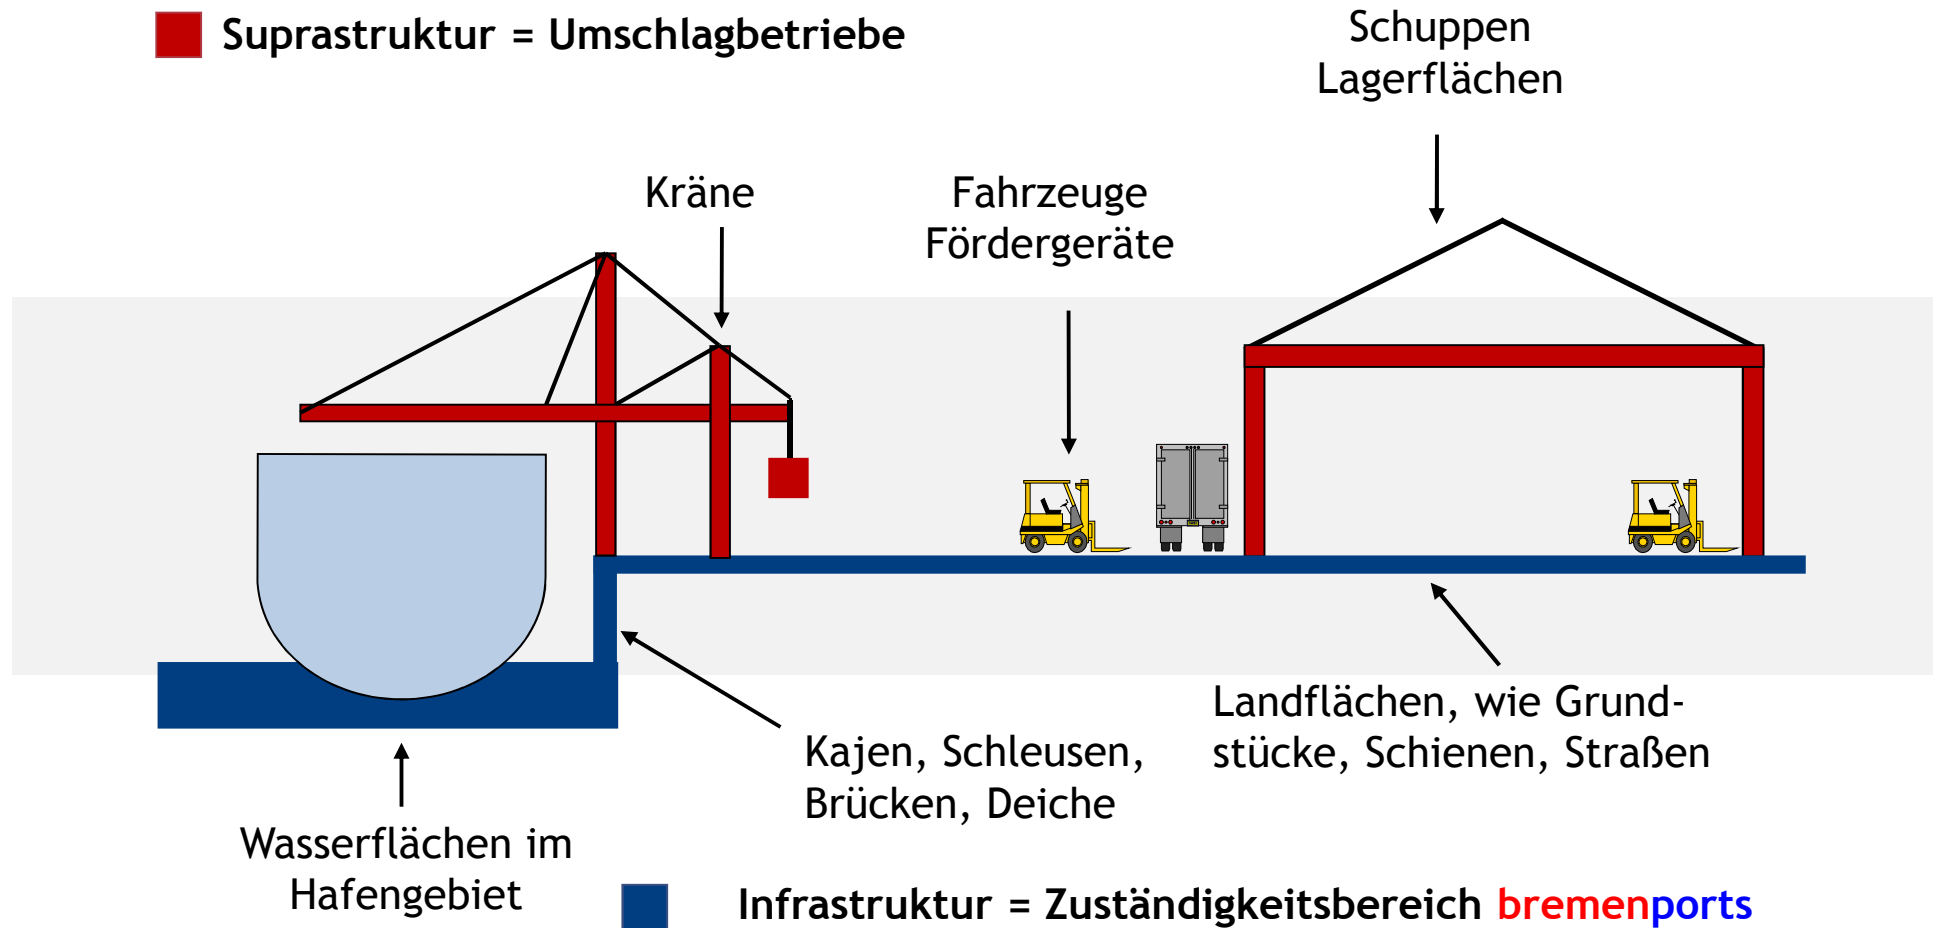 Suprastruktur = Umschlagbetriebe
Schuppen
Lagerflächen
Kräne
Fahrzeuge
Fördergeräte
Landflächen, wie Grund-
stücke, Schienen, Straßen
Kajen, Schleusen,
Brücken, Deiche
Wasserflächen im
Hafengebiet
Infrastruktur = Zuständigkeitsbereich bremenports